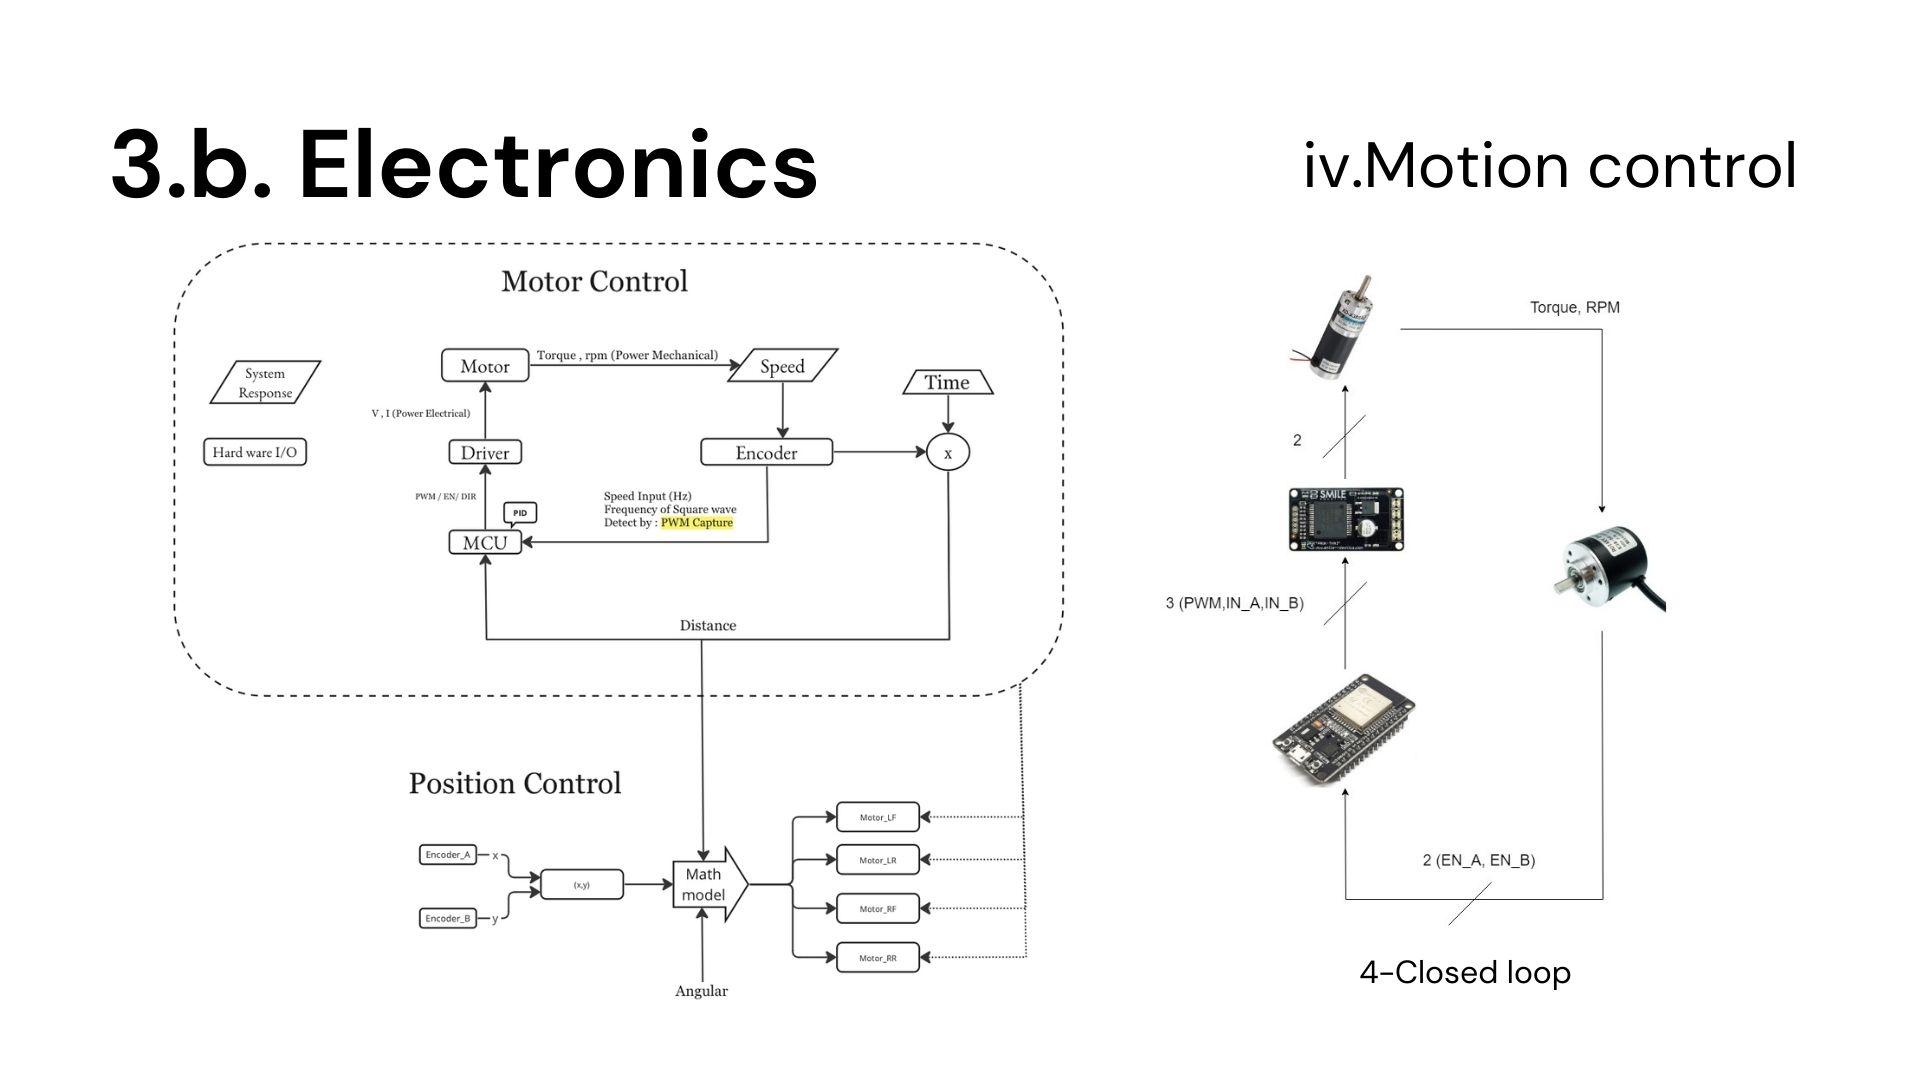 3.b. Electronics
iv.Motion control
Motor Control
System
Response
Hard ware I/O
Motor
Torque , rpm (Power Mechanical)
Speed
Time
V , I (Power Electrical)
Driver
Encoder
x
PWM / EN/ DIR
PID
Speed Input (Hz)
Frequency of Square wave
Detect by : PWM Capture
MCU
Distance
Position Control
Encoder_A
x
Encoder_B
y
(x,y)
Math
model
Angular
Motor_LF
Motor_LR
Motor_RF
Motor_RR
Torque, RPM
2
SMILE
3 (PWM,IN_A,IN_B)
2 (EN_A, EN_B)
4-Closed loop